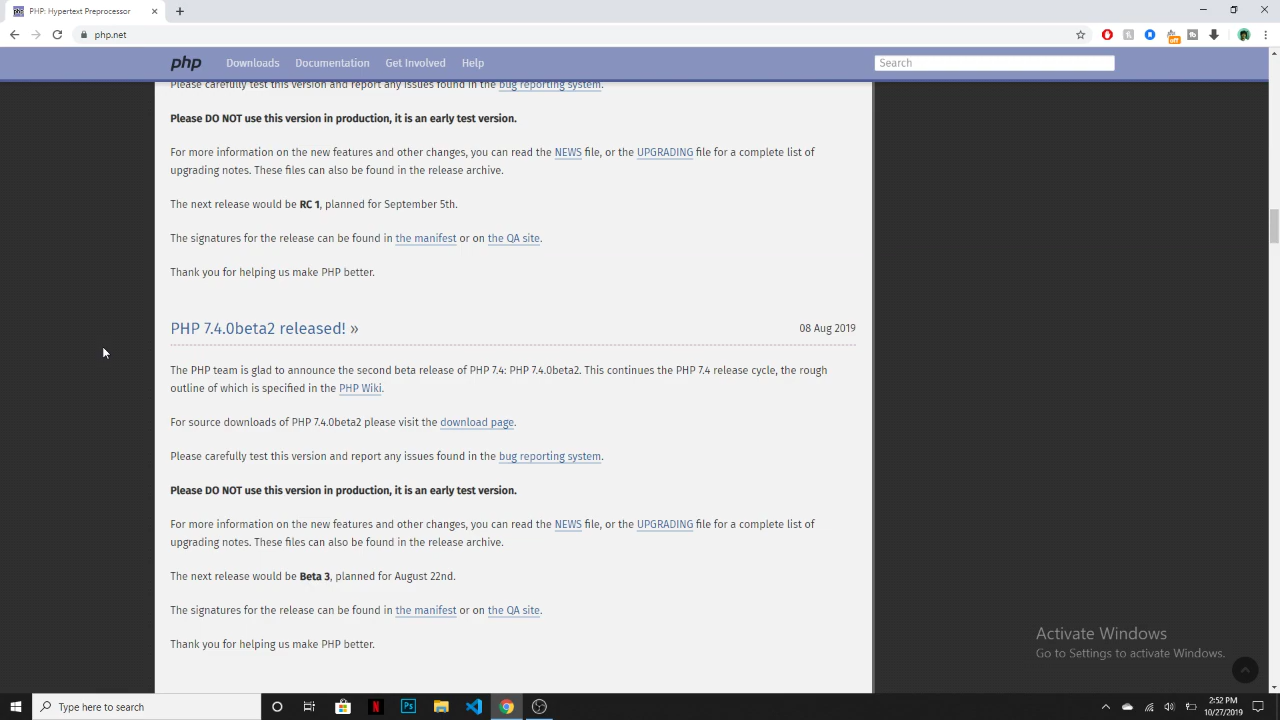 PHP: Hypertext Preprocessor
php.net
php Downloads Documentation Get Involved Help Search
Please carefully test this version and report any issues found in the bug reporting system.
Please DO NOT use this version in production, it is an early test version.
For more information on the new features and other changes, you can read the NEWS file, or the UPGRADING file for a complete list of
upgrading notes. These files can also be found in the release archive.
The next release would be RC 1, planned for September 5th.
The signatures for the release can be found in the manifest or on the QA site.
Thank you for helping us make PHP better.
PHP 7.4.0beta2 released! » 08 Aug 2019
The PHP team is glad to announce the second beta release of PHP 7.4: PHP 7.4.0beta2. This continues the PHP 7.4 release cycle, the rough
outline of which is specified in the PHP Wiki.
For source downloads of PHP 7.4.0beta2 please visit the download page.
Please carefully test this version and report any issues found in the bug reporting system.
Please DO NOT use this version in production, it is an early test version.
For more information on the new features and other changes, you can read the NEWS file, or the UPGRADING file for a complete list of
upgrading notes. These files can also be found in the release archive.
The next release would be Beta 3, planned for August 22nd.
The signatures for the release can be found in the manifest or on the QA site.
Thank you for helping us make PHP better.
Activate Windows
Go to Settings to activate Windows.
Type here to search
Ps
2:52 PM
10/27/2019